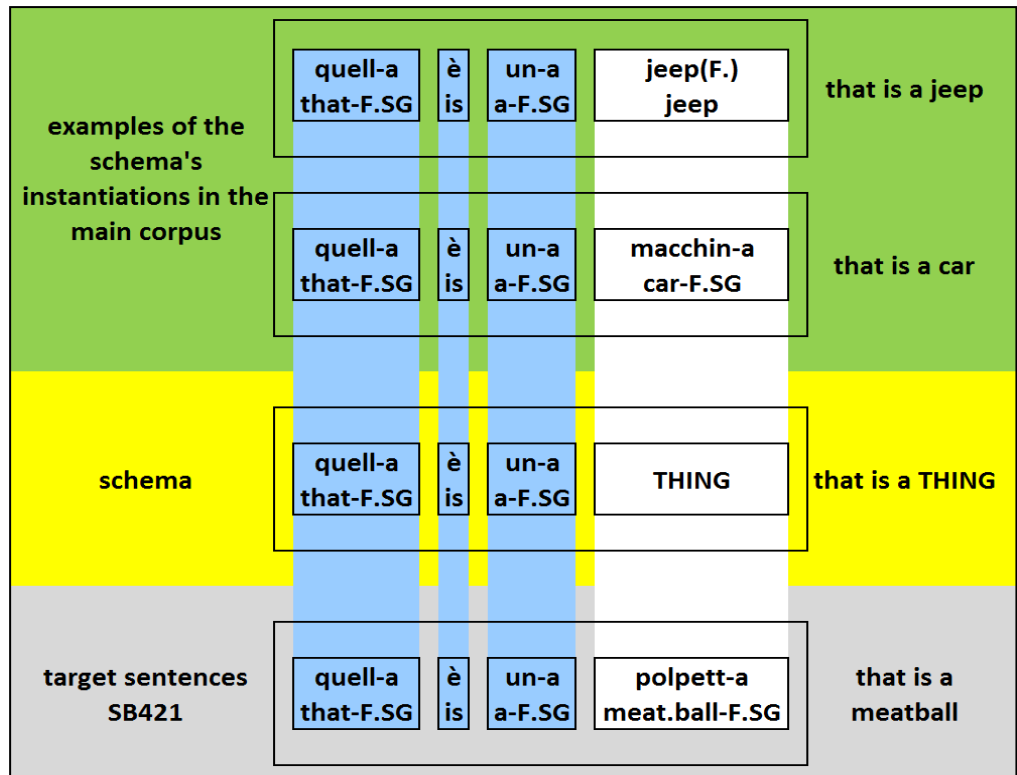 examples of the
schema's
instantiations in the
main corpus
quell-a è un-a jeep(F.)
that-F.SG is a-F.SG jeep
that is a jeep
quell-a è un-a macchin-a
that-F.SG is a-F.SG car-F.SG
that is a car
schema
quell-a è un-a THING
that-F.SG is a-F.SG
that is a THING
target sentences
SB421
quell-a è un-a polpett-a
that-F.SG is a-F.SG meat.ball-F.SG
that is a
meatball